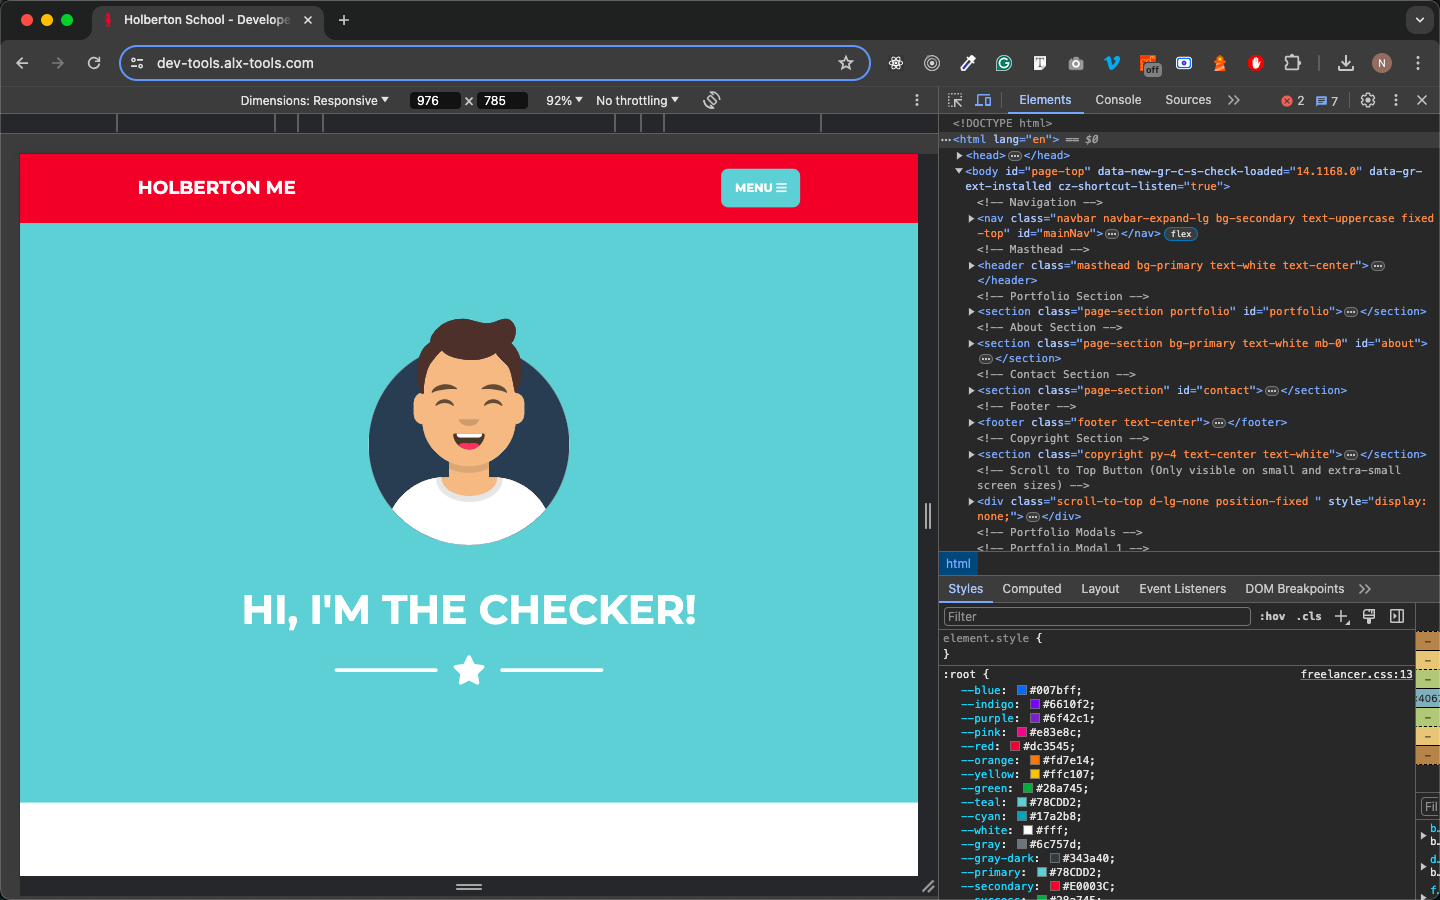 Holberton School - Develope
dev-tools.alx-tools.com
off
N
Dimensions: Responsive 976 × 785 92% No throttling
Elements Console Sources 2 7
HOLBERTON ME
MENU
HI, I'M THE CHECKER!
<!DOCTYPE html>
<html lang="en"> == $0
<head> </head>
<body id="page-top" data-new-gr-c-s-check-loaded="14.1168.0" data-gr-
ext-installed cz-shortcut-listen="true">
<!-- Navigation -->
<nav class="navbar navbar-expand-lg bg-secondary text-uppercase fixed
-top" id="mainNav"> </nav> flex
<!-- Masthead -->
<header class="masthead bg-primary text-white text-center">
</header>
<!-- Portfolio Section -->
<section class="page-section portfolio" id="portfolio"> </section>
<!-- About Section -->
<section class="page-section bg-primary text-white mb-0" id="about">
</section>
<!-- Contact Section -->
<section class="page-section" id="contact"> </section>
<!-- Footer -->
<footer class="footer text-center"> </footer>
<!-- Copyright Section -->
<section class="copyright py-4 text-center text-white"> </section>
<!-- Scroll to Top Button (Only visible on small and extra-small
screen sizes) -->
<div class="scroll-to-top d-lg-none position-fixed " style="display:
none;"> </div>
<!-- Portfolio Modals -->
<!-- Portfolio Modal 1 -->
html
Styles Computed Layout Event Listeners DOM Breakpoints
Filter :hov .cls
element.style {
}
:root { freelancer.css:13
--blue: #007bff;
--indigo: #6610f2;
--purple: #6f42c1;
--pink: #e83e8c;
--red: #dc3545;
--orange: #fd7e14;
--yellow: #ffc107;
--green: #28a745;
--teal: #78CDD2;
--cyan: #17a2b8;
--white: #fff;
--gray: #6c757d;
--gray-dark: #343a40;
--primary: #78CDD2;
--secondary: #E0003C;
--success: #28a745;
Fil
b…
b…
d…
b…
f…